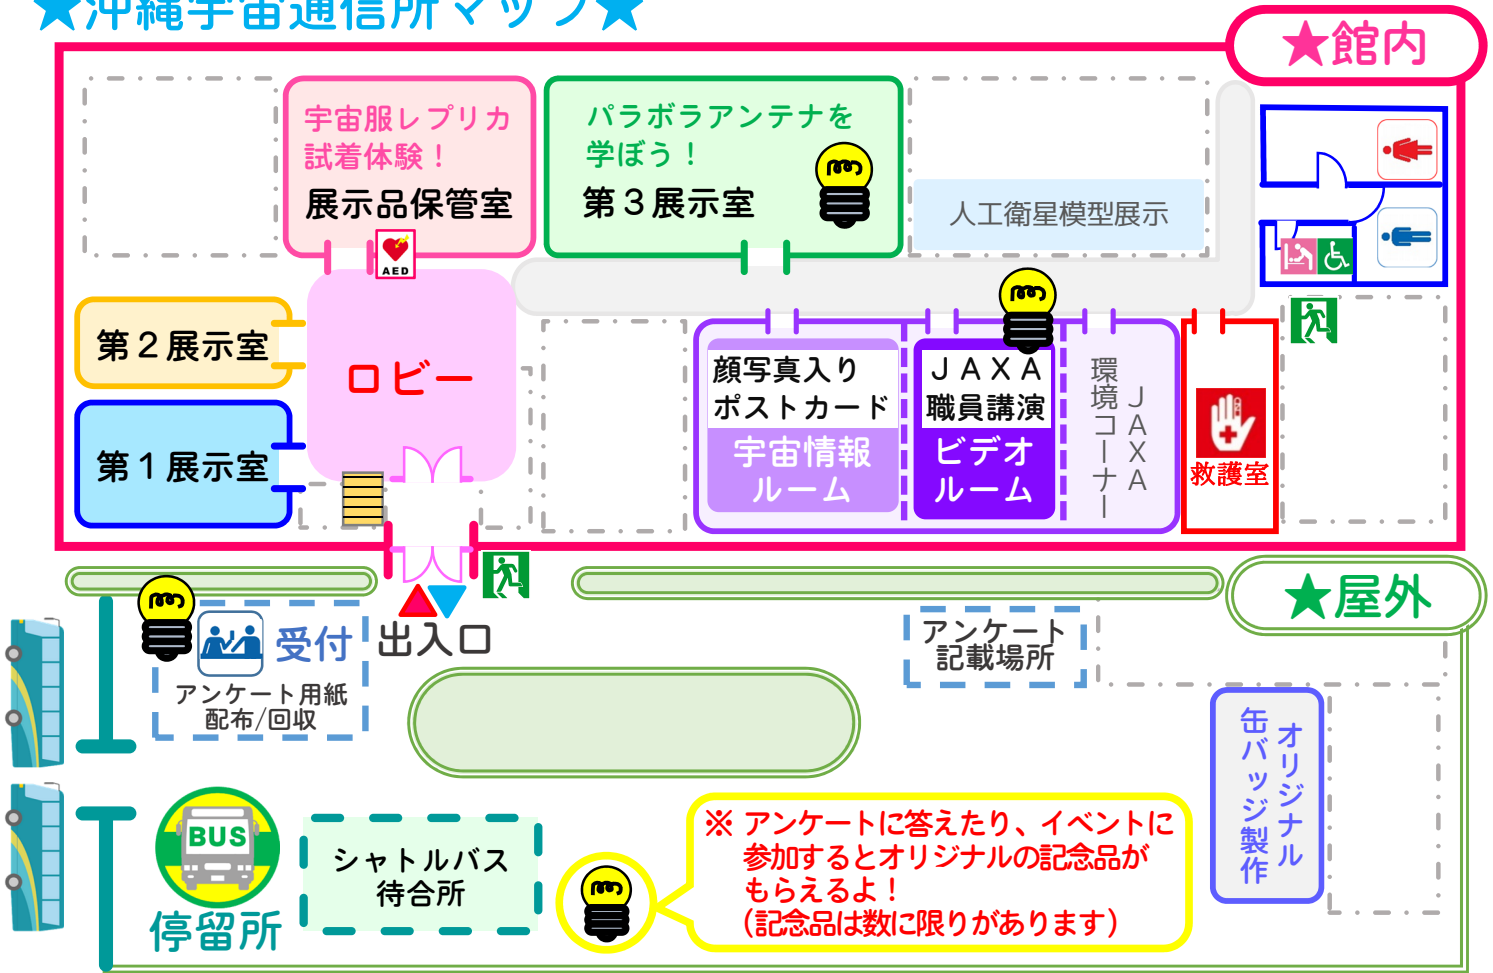 ★沖縄宇宙通信所マップ★
★館内
宇宙服レプリカ
試着体験！
展示品保管室
パラボラアンテナを
学ぼう！
第３展示室
人工衛星模型展示
AED
第２展示室
ロビー
第１展示室
顔写真入り
ポストカード
宇宙情報
ルーム
ＪＡＸＡ
職員講演
ビデオ
ルーム
ＪＡＸＡ
環境コーナー
救護室
★屋外
受付
アンケート用紙
配布/回収
出入口
アンケート
記載場所
オリジナル
缶バッジ製作
BUS
停留所
シャトルバス
待合所
※ アンケートに答えたり、イベントに
参加するとオリジナルの記念品が
もらえるよ！
（記念品は数に限りがあります）